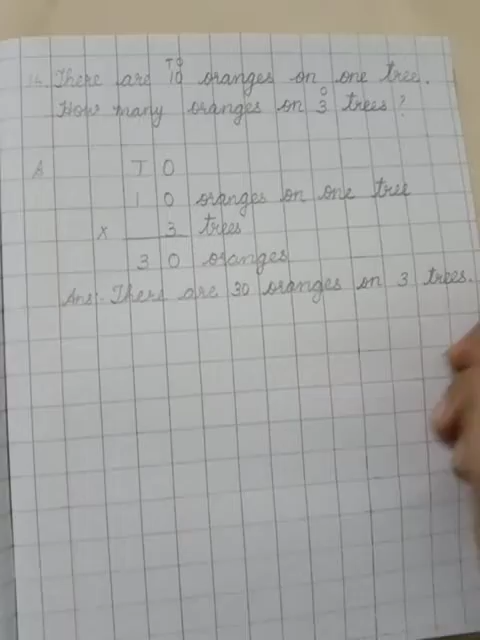 14. There are 10 oranges on one tree.
How many oranges on 3 trees?
T O
1 0 oranges on one tree
x 3 trees
3 0 oranges
Ans:- There are 30 oranges on 3 trees.